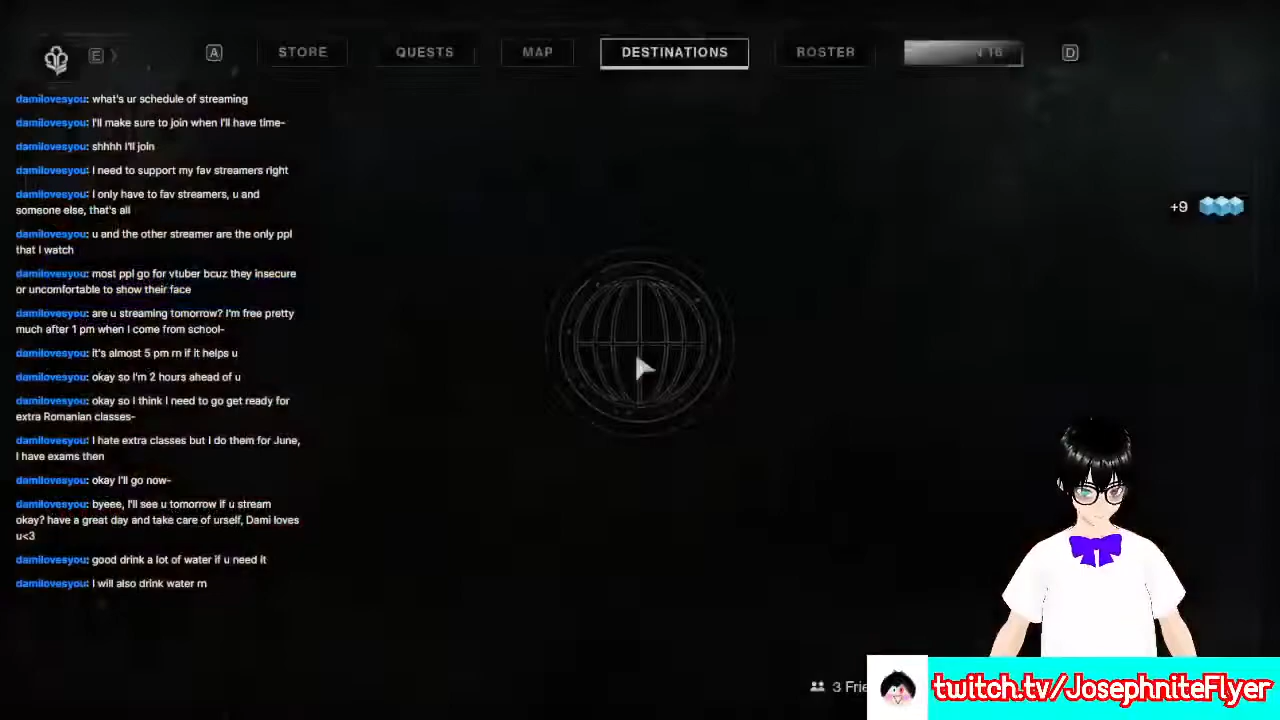 E
A
STORE
QUESTS
MAP
DESTINATIONS
ROSTER
16
D
damilovesyou: what's ur schedule of streaming
damilovesyou: I'll make sure to join when I'll have time-
damilovesyou: shhhh I'll join
damilovesyou: I need to support my fav streamers right
damilovesyou: I only have to fav streamers, u and
someone else, that's all
damilovesyou: u and the other streamer are the only ppl
that I watch
damilovesyou: most ppl go for vtuber bcuz they insecure
or uncomfortable to show their face
damilovesyou: are u streaming tomorrow? I'm free pretty
much after 1 pm when I come from school-
damilovesyou: it's almost 5 pm rn if it helps u
damilovesyou: okay so I'm 2 hours ahead of u
damilovesyou: okay so I think I need to go get ready for
extra Romanian classes-
damilovesyou: I hate extra classes but I do them for June,
I have exams then
damilovesyou: okay I'll go now-
damilovesyou: byeee, I'll see u tomorrow if u stream
okay? have a great day and take care of urself, Dami loves
u<3
damilovesyou: good drink a lot of water if u need it
damilovesyou: I will also drink water rn
+9
3 Frie
twitch.tv/JosephniteFlyer